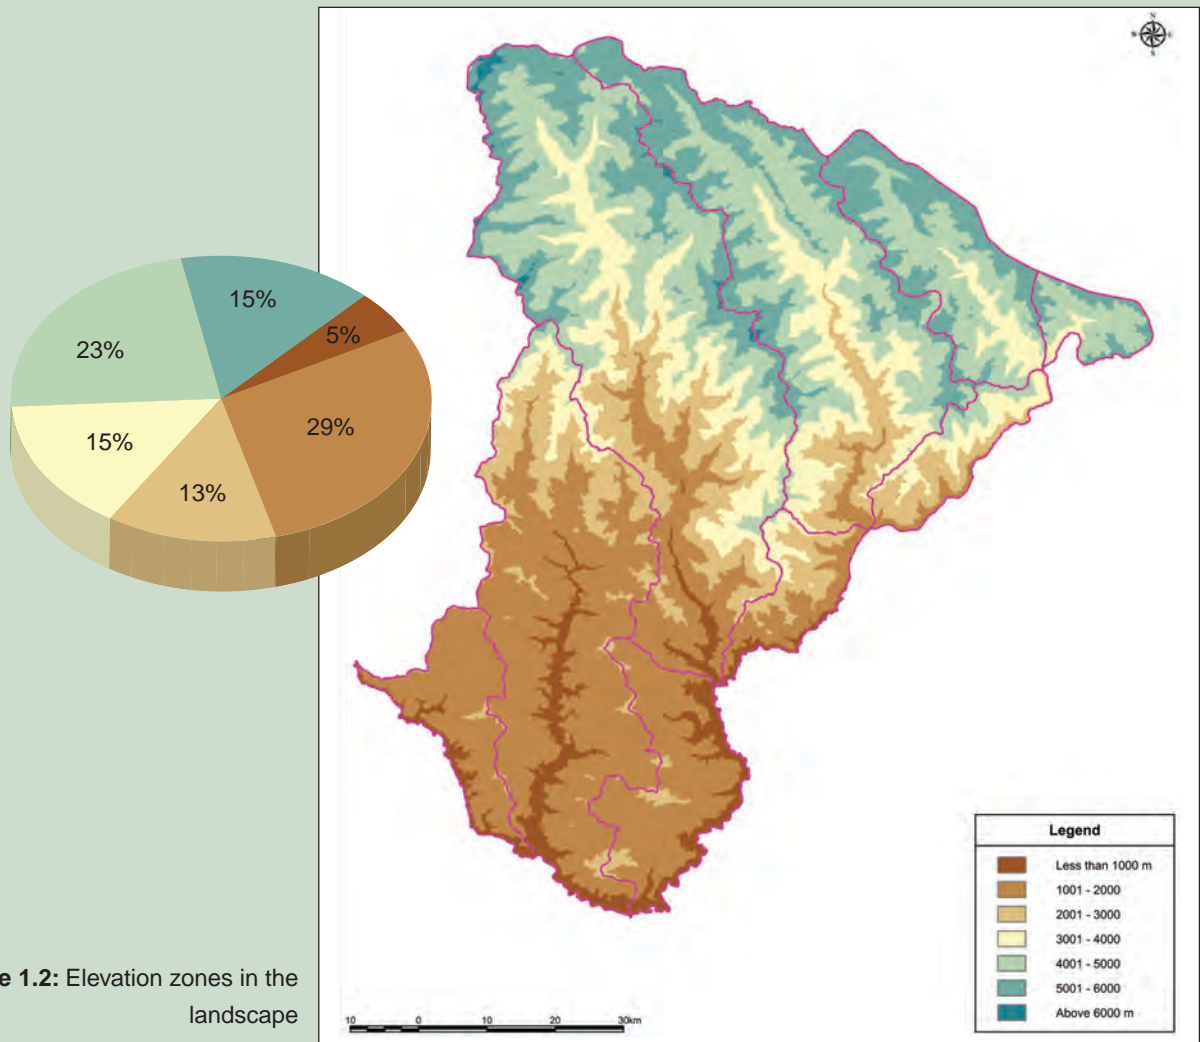 N
W
E
S
15%
5%
23%
29%
15%
13%
Legend
Less than 1000 m
1001 - 2000
2001 - 3000
3001 - 4000
4001 - 5000
5001 - 6000
Above 6000 m
e 1.2: Elevation zones in the
landscape
10 0 10 20 30km